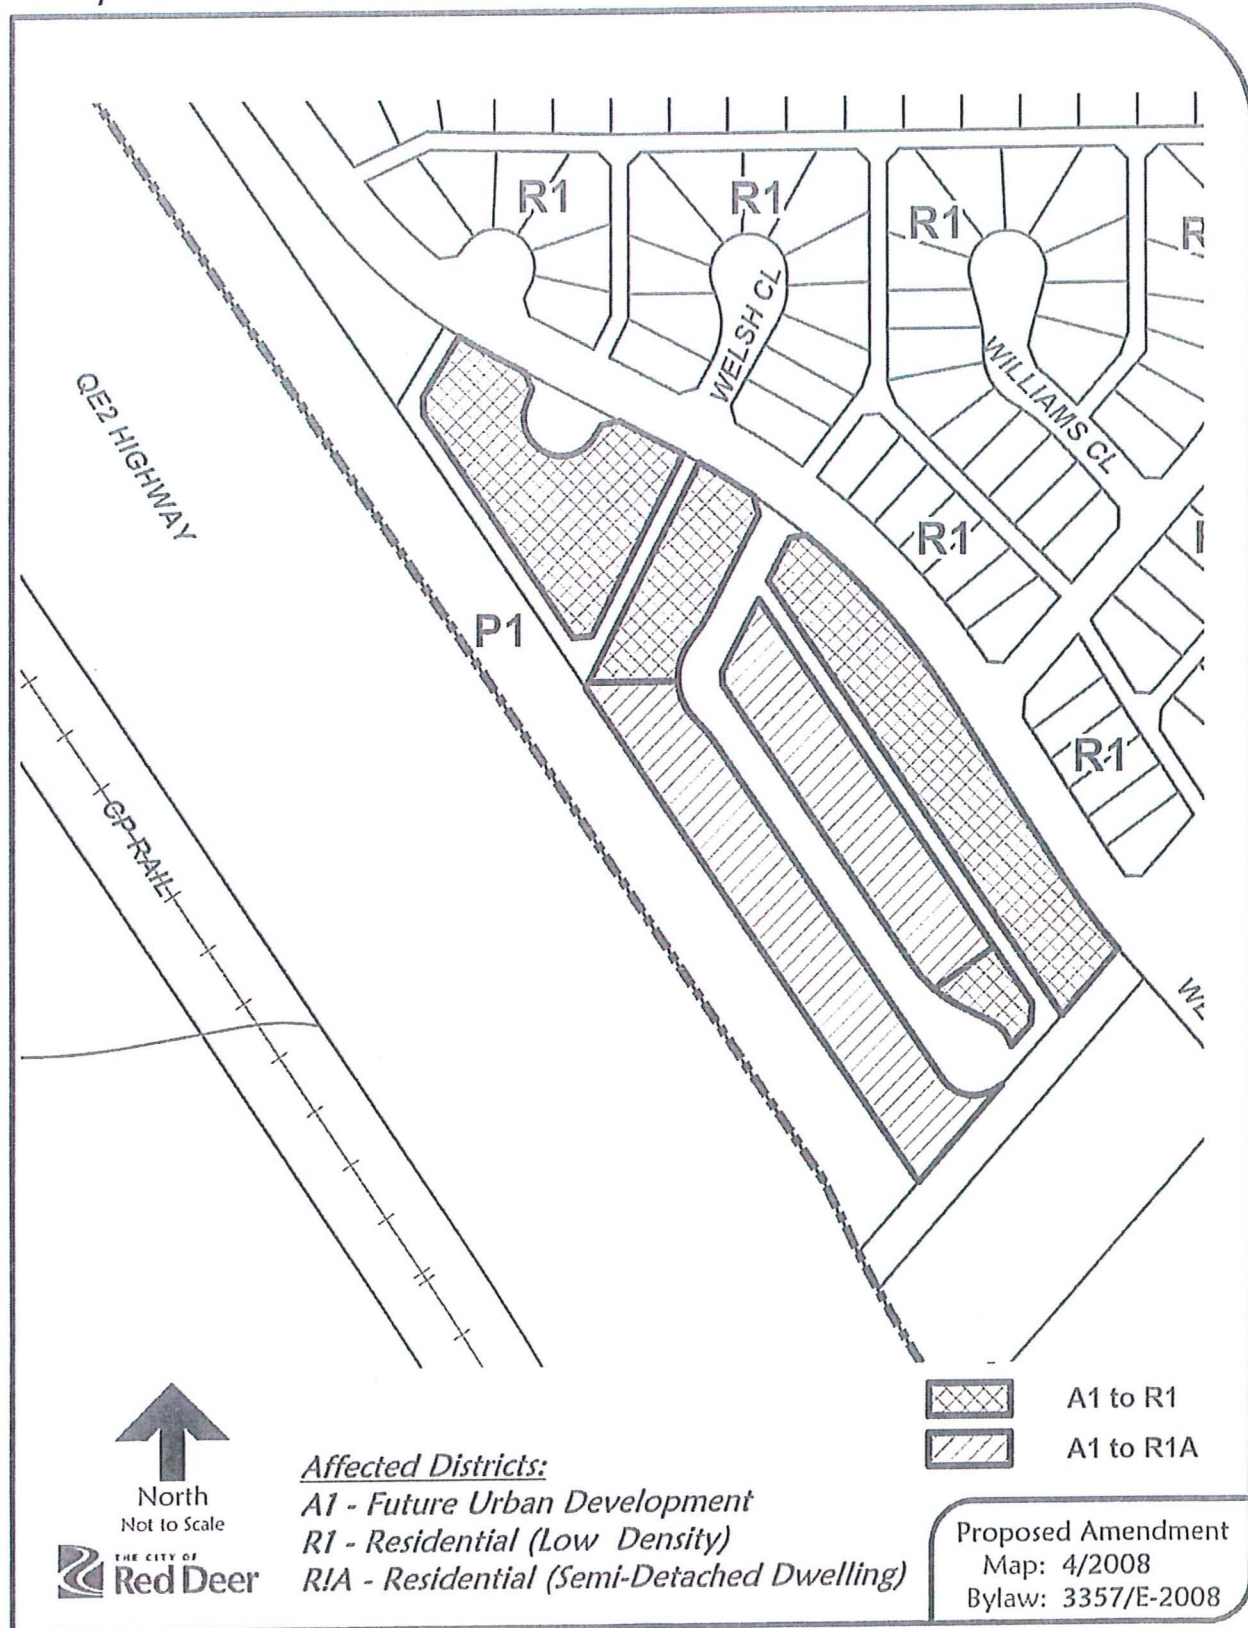 R1
R1
R1
R
WELSH CL
WILLIAMS CL
QE2 HIGHWAY
R1
P1
R1
CP RAIL
A1 to R1
A1 to R1A
North
Not to Scale
Affected Districts:
A1 - Future Urban Development
R1 - Residential (Low Density)
R!A - Residential (Semi-Detached Dwelling)
THE CITY OF
Red Deer
Proposed Amendment
Map: 4/2008
Bylaw: 3357/E-2008